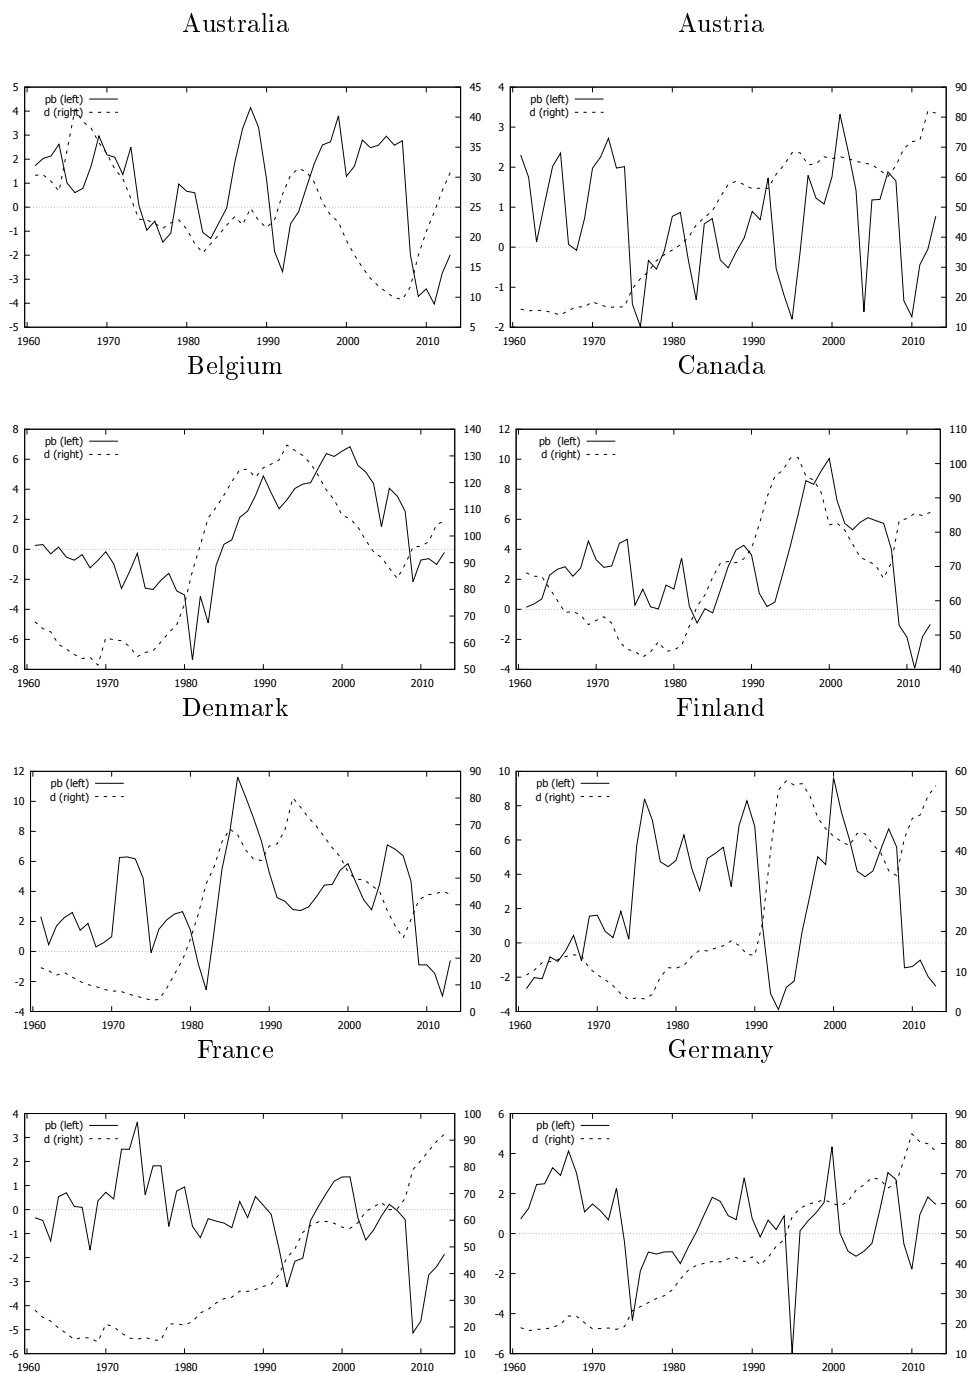 Australia Austria
5 45 4 90
pb (left) pb (left)
4 d (right) 40 d (right) 80
3 35 3 70
2 30 2 60
1
0 25 1 50
-1 20 0 40
-2 15 30
-3 -1
-4 10 20
-5 5 -2 10
1960 1970 1980 1990 2000 2010 1960 1970 1980 1990 2000 2010
Belgium Canada
8 140 12 110
pb (left) pb (left)
6 130 d (right) 10 d (right) 100
4 120 8 90
2 110 6 80
0 100 4 70
-2 90 2 60
-4 80 0 50
-6 70 -2
60
-8 50 -4 40
1960 1970 1980 1990 2000 2010 1960 1970 1980 1990 2000 2010
Denmark Finland
12 90 10 60
pb (left) pb (left)
10 80 d (right) 8 d (right) 50
8 70 6 40
6 60 4 30
4 50 2 20
2 40 0 10
0 30 -2
-2 20
10
-4 0 -4 0
1960 1970 1980 1990 2000 2010 1960 1970 1980 1990 2000 2010
France Germany
4 100 6 90
pb (left) pb (left)
3 90 d (right) 4 d (right) 80
2 80 2 70
1 70 0 60
0 60 -2 50
-1 50 -4 40
-2 40 30
-3 30 20
-4 20
-5
-6 10 -6 10
1960 1970 1980 1990 2000 2010 1960 1970 1980 1990 2000 2010